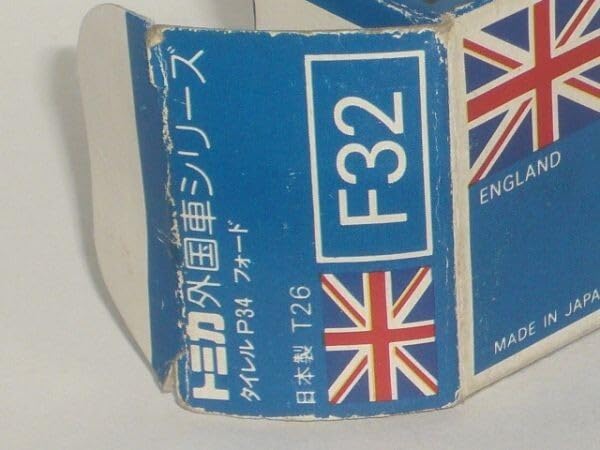 トミカ外国車シリーズ
タイレル P34 フォード
日本製 T26
F32
ENGLAND
MADE IN JAPA